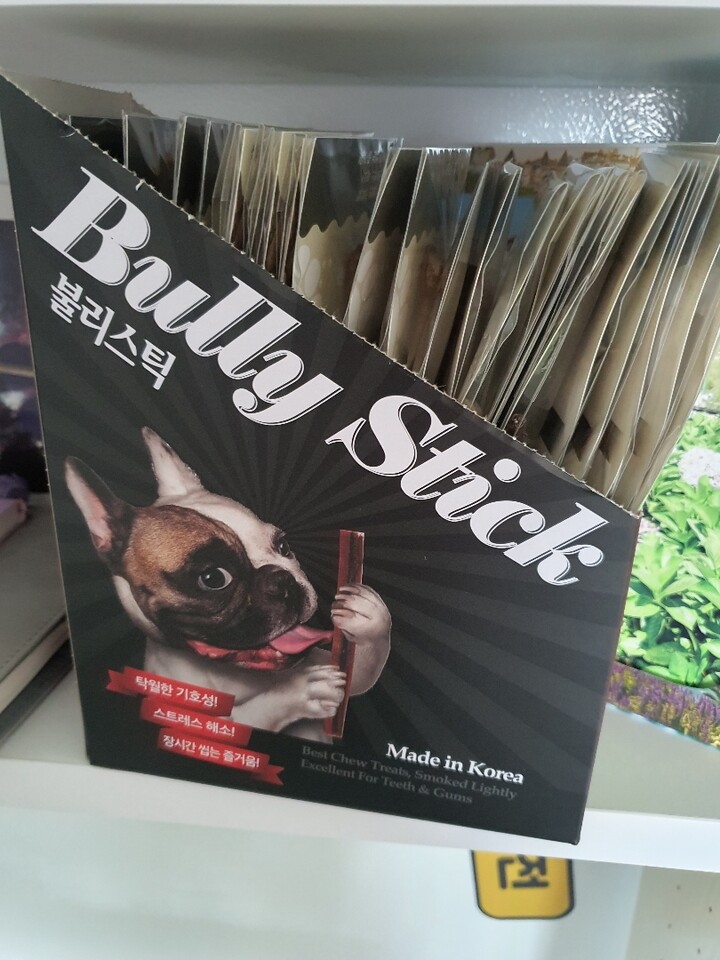 Bully Stick
불리스틱
탁월한 기호성!
스트레스 해소!
장시간 씹는 즐거움!
Made in Korea
Best Chew Treats, Smoked Lightly
Excellent For Teeth & Gums
전